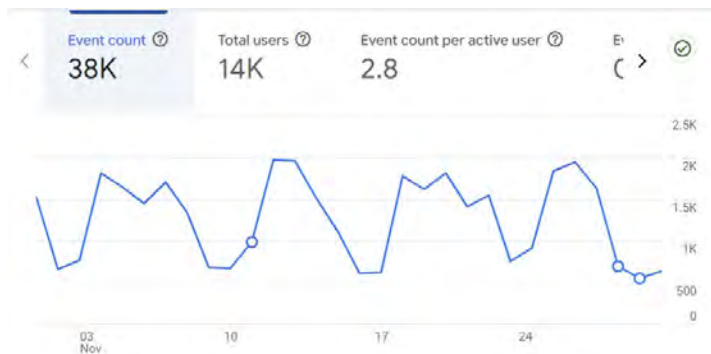 Event count Total users Event count per active user
38K 14K 2.8
2.5K
2K
1.5K
1K
500
0
03 10 17 24
Nov